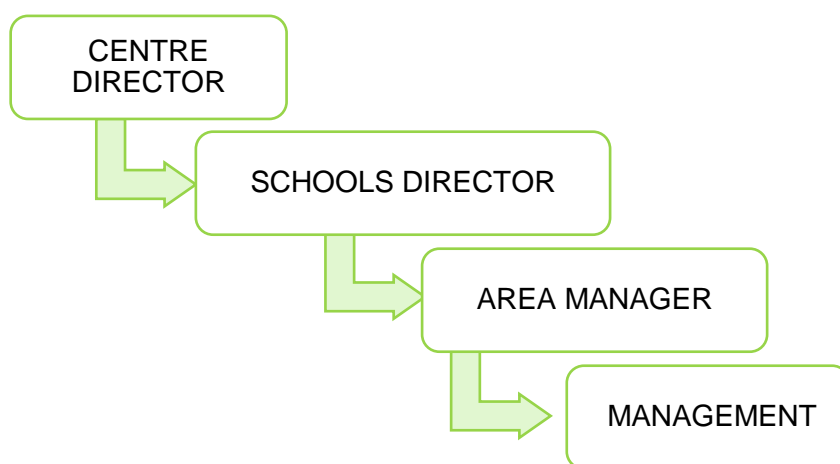 CENTRE
DIRECTOR
SCHOOLS DIRECTOR
AREA MANAGER
MANAGEMENT